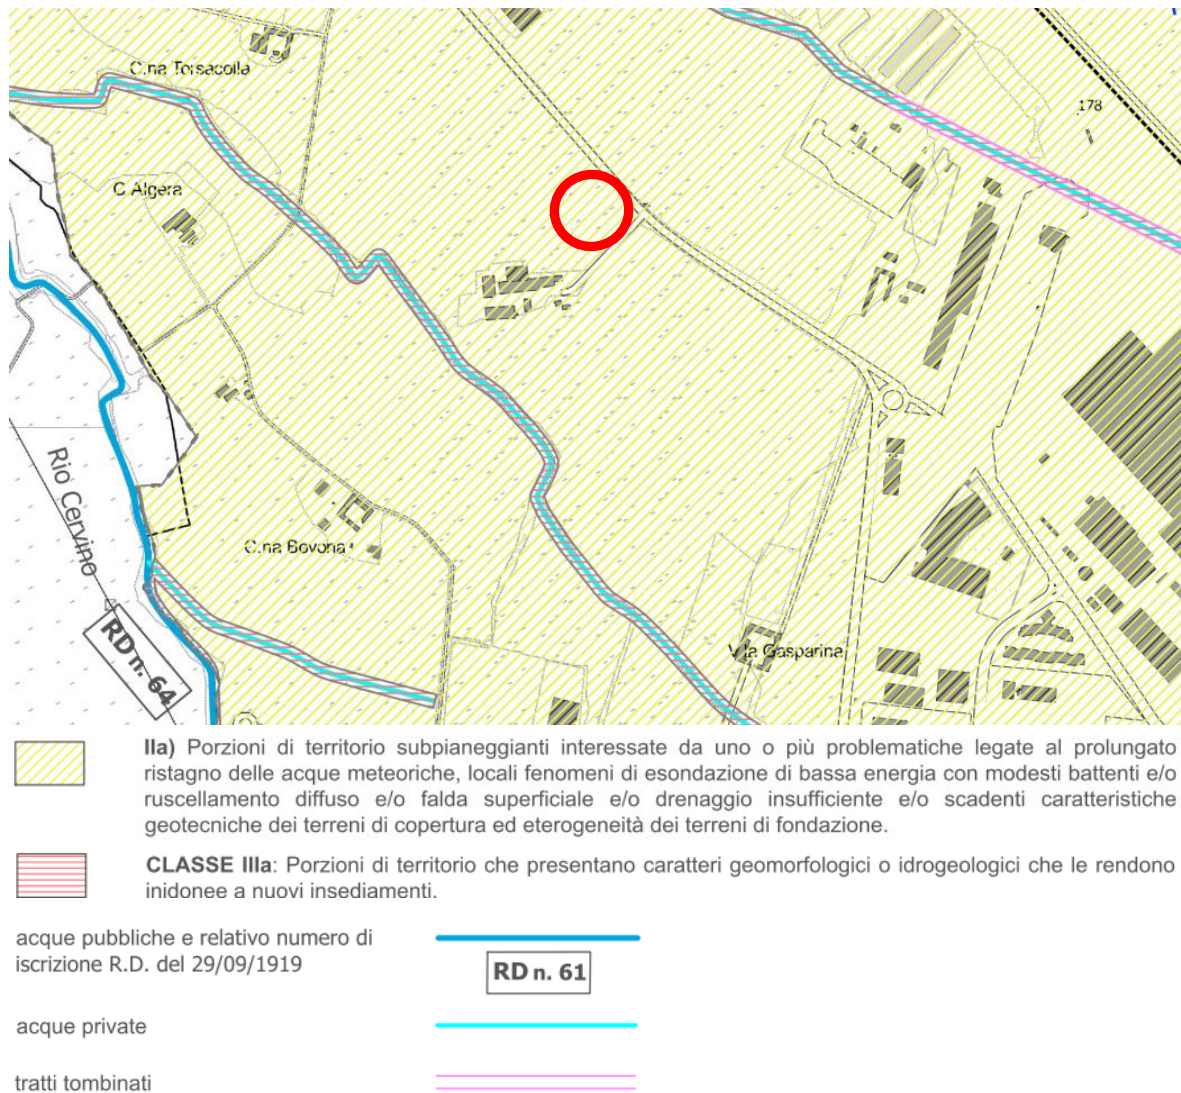 C.na Torsacolla
178
C Algera
Rio Cervino
C.na Bovona
RD n. 64
V lla Gasparina
IIa) Porzioni di territorio subpianeggianti interessate da uno o più problematiche legate al prolungato
ristagno delle acque meteoriche, locali fenomeni di esondazione di bassa energia con modesti battenti e/o
ruscellamento diffuso e/o falda superficiale e/o drenaggio insufficiente e/o scadenti caratteristiche
geotecniche dei terreni di copertura ed eterogeneità dei terreni di fondazione.
CLASSE IIIa: Porzioni di territorio che presentano caratteri geomorfologici o idrogeologici che le rendono
inidonee a nuovi insediamenti.
acque pubbliche e relativo numero di
iscrizione R.D. del 29/09/1919
RD n. 61
acque private
tratti tombinati